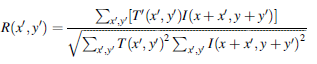 R(x', y') = \frac{\sum_{x',y'}[T'(x', y')I(x + x', y + y')]}{\sqrt{\sum_{x',y'} T(x', y')^2 \sum_{x',y'} I(x + x', y + y')^2}}